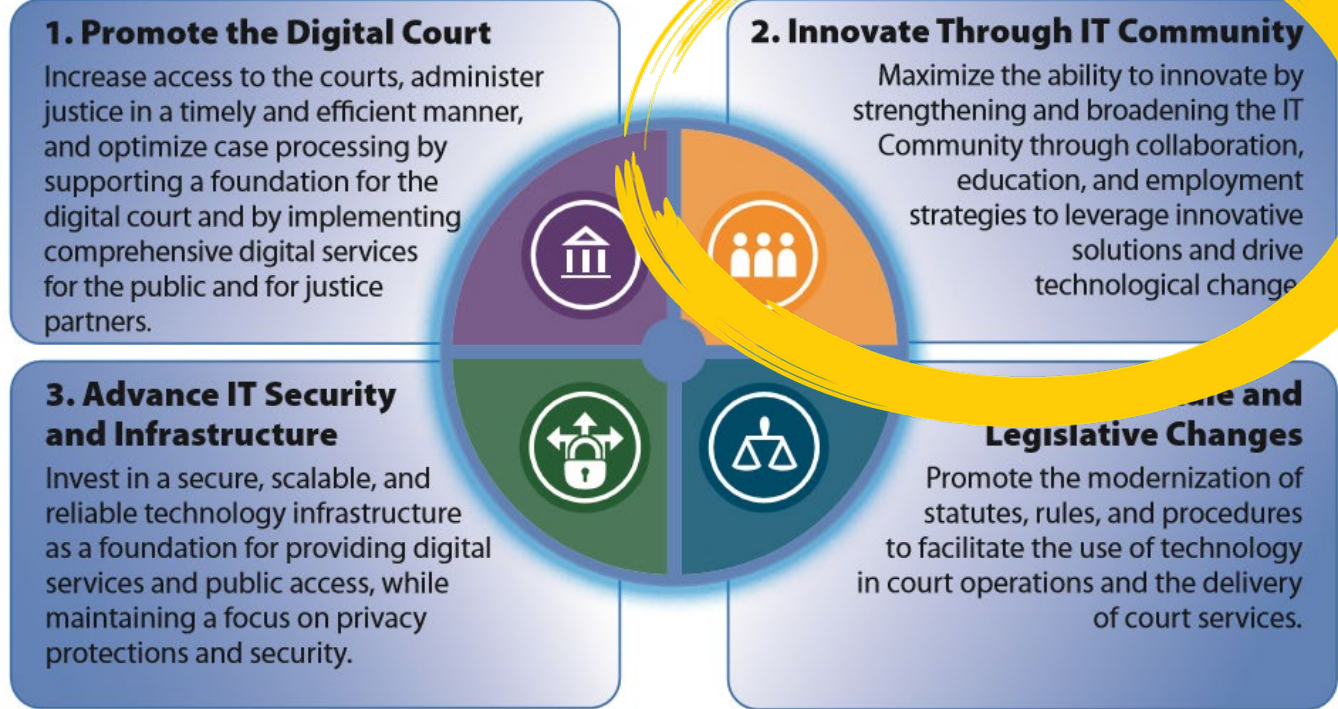 1. Promote the Digital Court
Increase access to the courts, administer
justice in a timely and efficient manner,
and optimize case processing by
supporting a foundation for the
digital court and by implementing
comprehensive digital services
for the public and for justice
partners.
2. Innovate Through IT Community
Maximize the ability to innovate by
strengthening and broadening the IT
Community through collaboration,
education, and employment
strategies to leverage innovative
solutions and drive
technological change
3. Advance IT Security
and Infrastructure
Invest in a secure, scalable, and
reliable technology infrastructure
as a foundation for providing digital
services and public access, while
maintaining a focus on privacy
protections and security.
and
Legislative Changes
Promote the modernization of
statutes, rules, and procedures
to facilitate the use of technology
in court operations and the delivery
of court services.